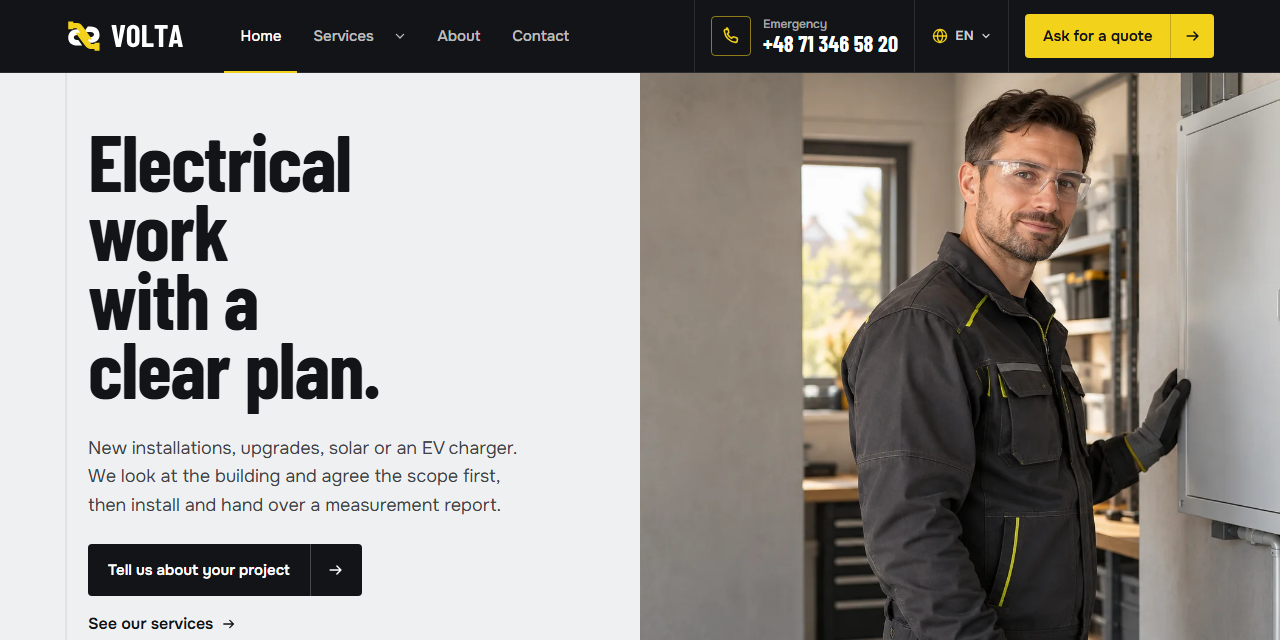 VOLTA
Home
Services
About
Contact
Emergency
+48 71 346 58 20
EN
Ask for a quote
Electrical
work
with a
clear plan.
New installations, upgrades, solar or an EV charger.
We look at the building and agree the scope first,
then install and hand over a measurement report.
Tell us about your project
See our services